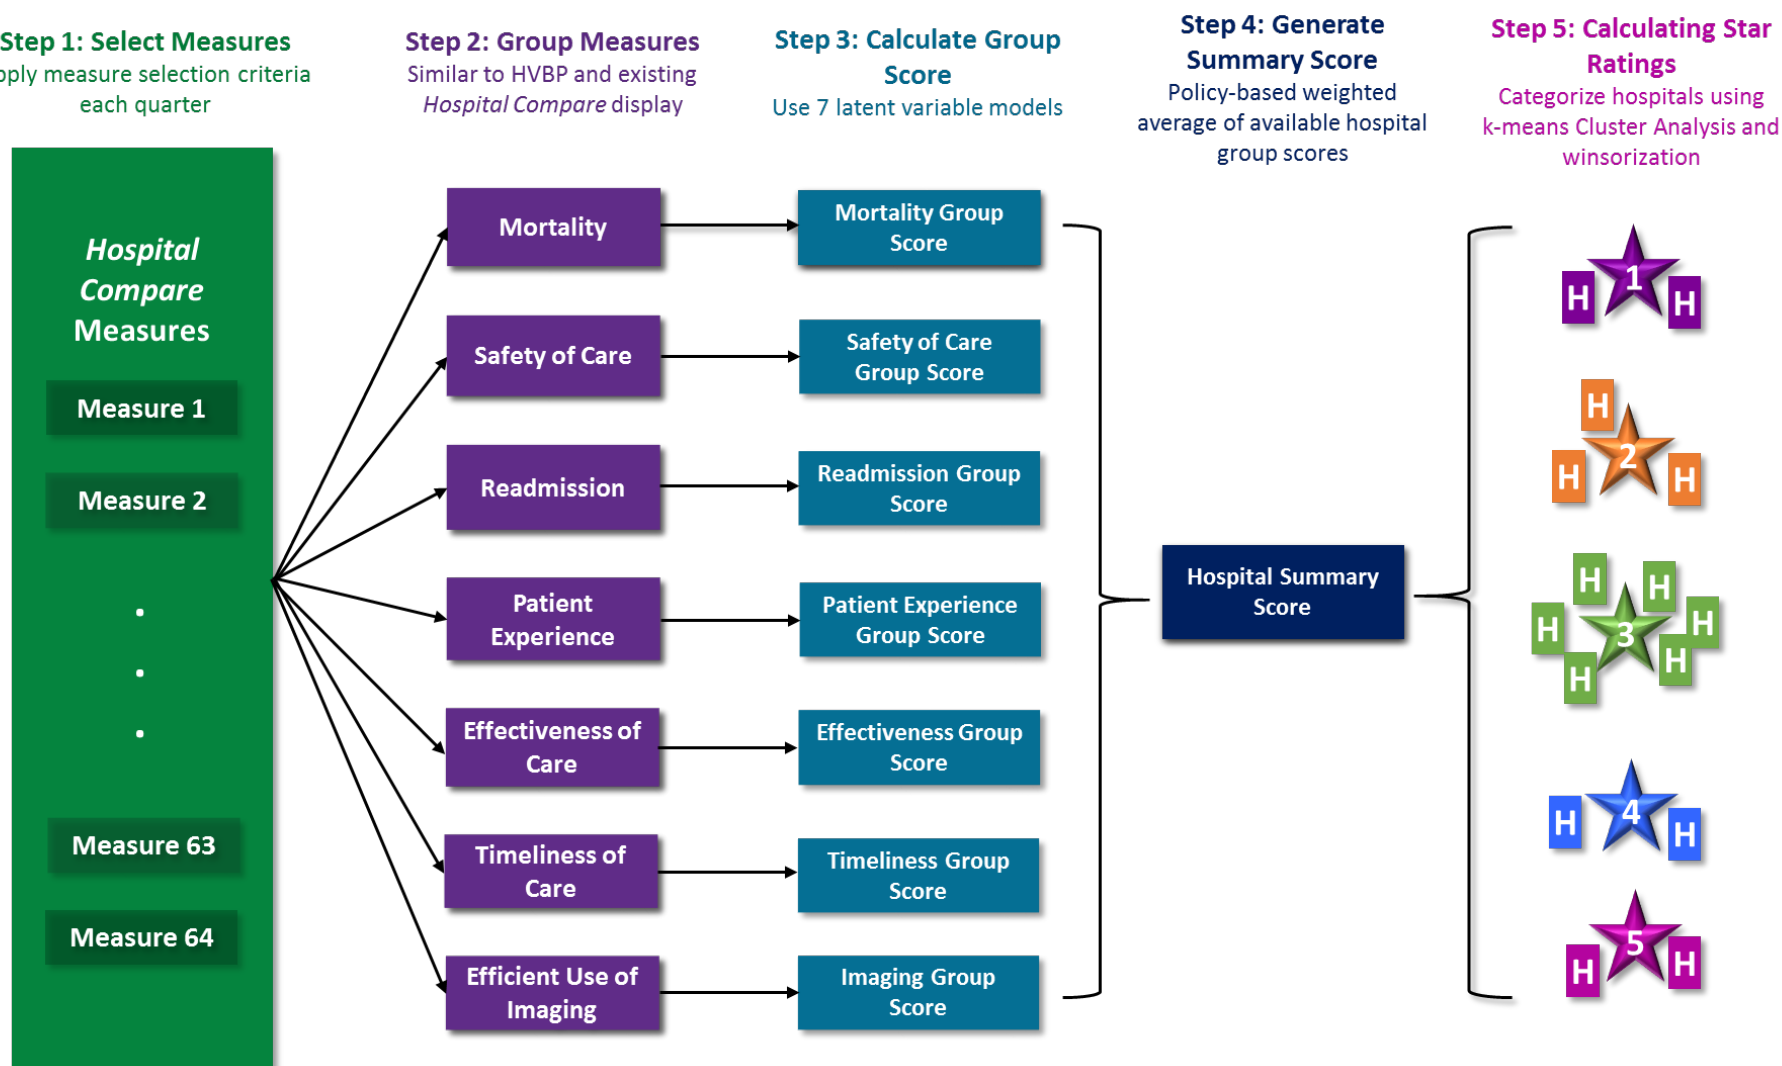 Step 1: Select Measures
pply measure selection criteria
each quarter
Step 2: Group Measures
Similar to HVBP and existing
Hospital Compare display
Step 3: Calculate Group
Score
Use 7 latent variable models
Step 4: Generate
Summary Score
Policy-based weighted
average of available hospital
group scores
Step 5: Calculating Star
Ratings
Categorize hospitals using
k-means Cluster Analysis and
winsorization
Hospital
Compare
Measures
Measure 1
Measure 2
.
.
.
Measure 63
Measure 64
Mortality
Safety of Care
Readmission
Patient
Experience
Effectiveness of
Care
Timeliness of
Care
Efficient Use of
Imaging
Mortality Group
Score
Safety of Care
Group Score
Readmission Group
Score
Patient Experience
Group Score
Effectiveness Group
Score
Timeliness Group
Score
Imaging Group
Score
Hospital Summary
Score
H 1 H
H
H 2 H
H H
H 3 H
H H
H 4 H
H 5 H